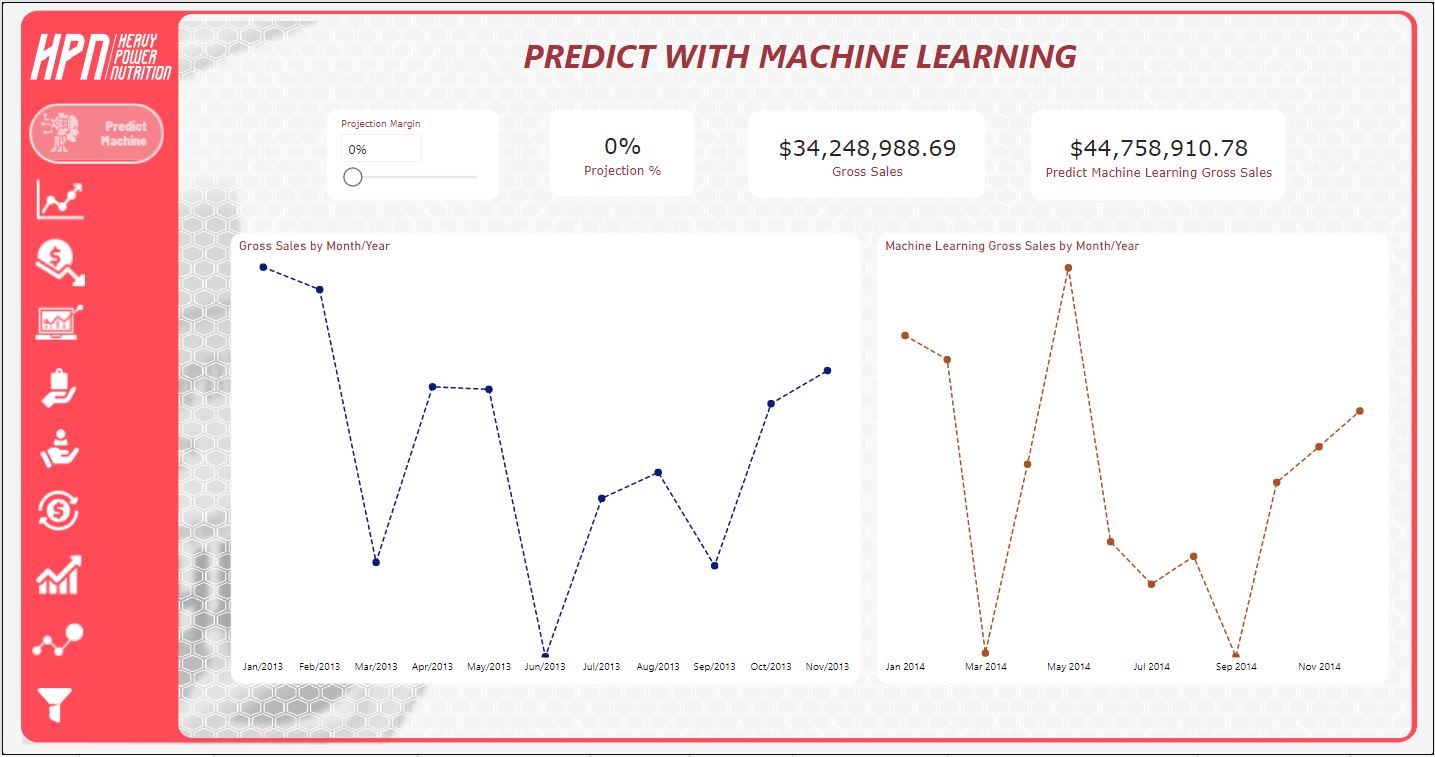 HPN HEAVY
POWER
NUTRITION
PREDICT WITH MACHINE LEARNING
Predict
Machine
Projection Margin
0%
0%
Projection %
$34,248,988.69
Gross Sales
$44,758,910.78
Predict Machine Learning Gross Sales
Gross Sales by Month/Year
Jan/2013 Feb/2013 Mar/2013 Apr/2013 May/2013 Jun/2013 Jul/2013 Aug/2013 Sep/2013 Oct/2013 Nov/2013
Machine Learning Gross Sales by Month/Year
Jan 2014 Mar 2014 May 2014 Jul 2014 Sep 2014 Nov 2014